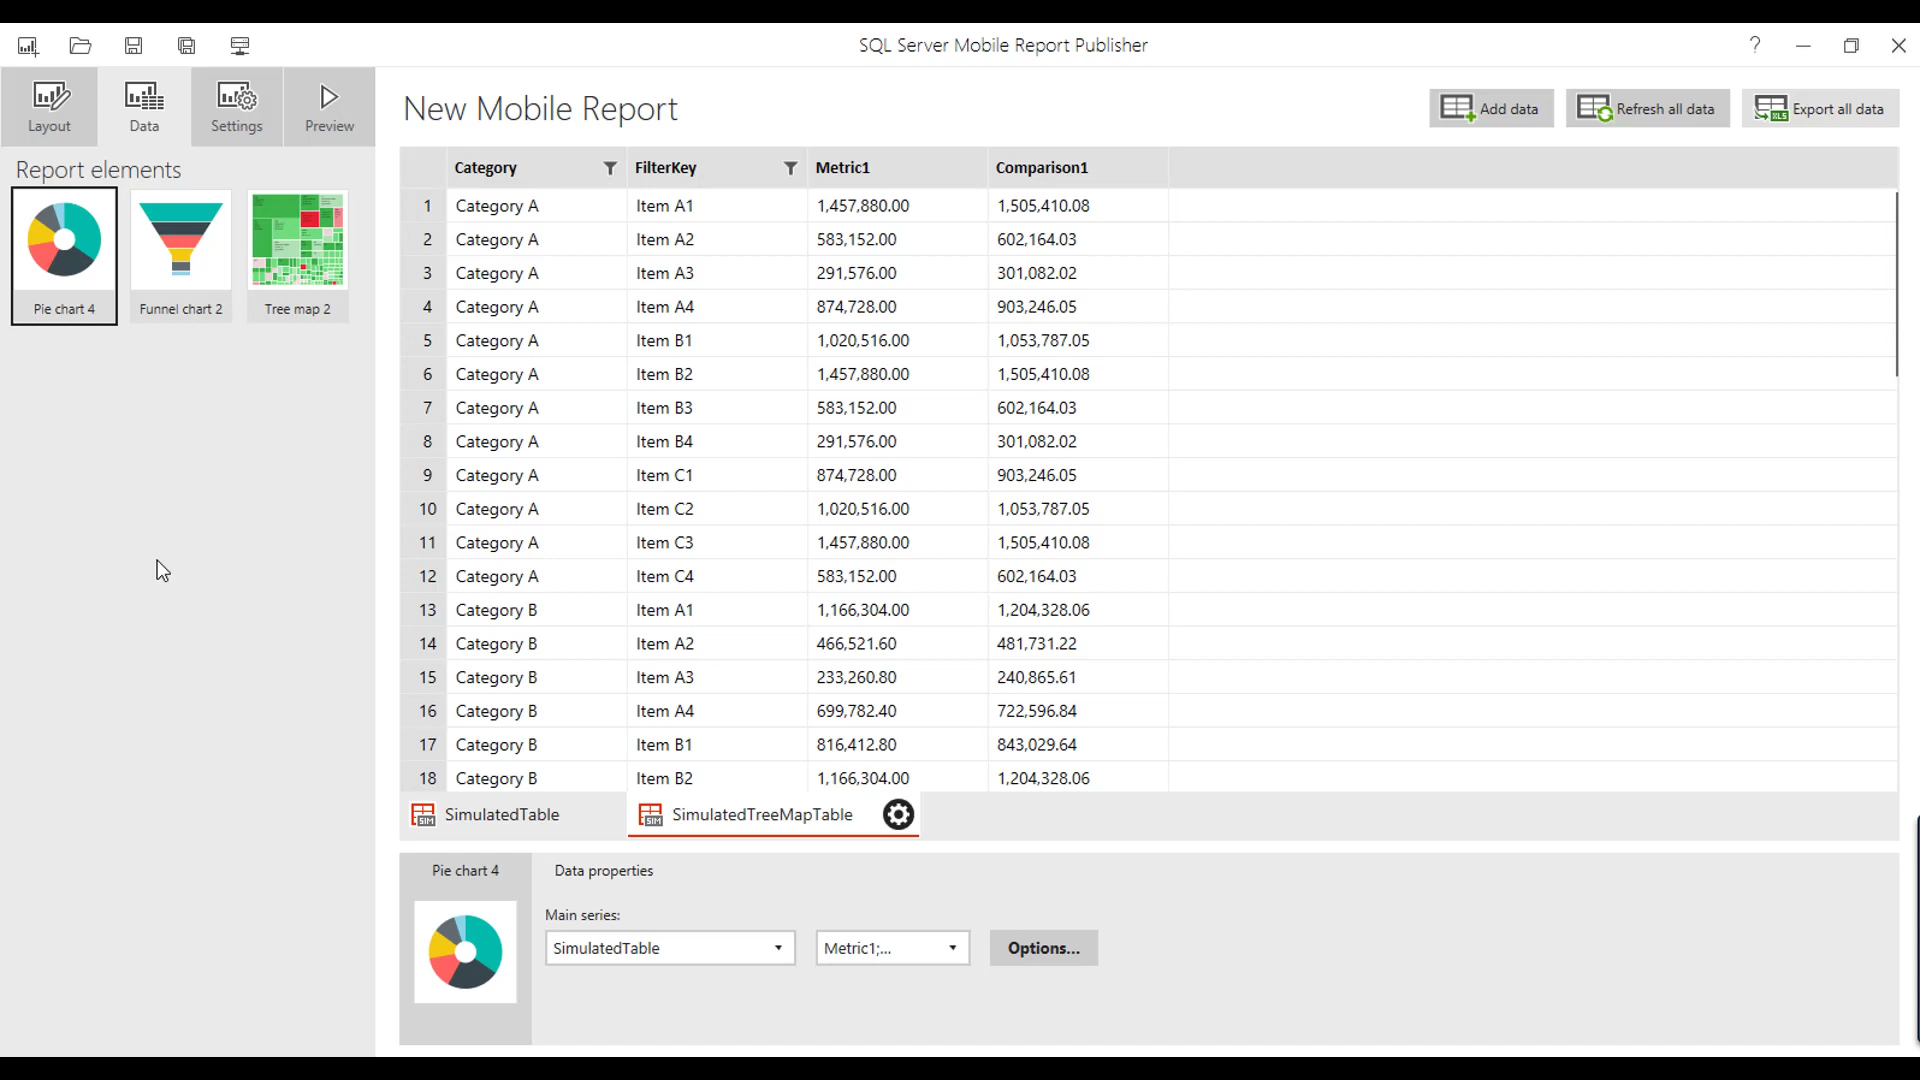 SQL Server Mobile Report Publisher
?
Layout Data Settings Preview
New Mobile Report
Add data Refresh all data Export all data
Report elements
Pie chart 4 Funnel chart 2 Tree map 2
Category FilterKey Metric1 Comparison1
1 Category A Item A1 1,457,880.00 1,505,410.08
2 Category A Item A2 583,152.00 602,164.03
3 Category A Item A3 291,576.00 301,082.02
4 Category A Item A4 874,728.00 903,246.05
5 Category A Item B1 1,020,516.00 1,053,787.05
6 Category A Item B2 1,457,880.00 1,505,410.08
7 Category A Item B3 583,152.00 602,164.03
8 Category A Item B4 291,576.00 301,082.02
9 Category A Item C1 874,728.00 903,246.05
10 Category A Item C2 1,020,516.00 1,053,787.05
11 Category A Item C3 1,457,880.00 1,505,410.08
12 Category A Item C4 583,152.00 602,164.03
13 Category B Item A1 1,166,304.00 1,204,328.06
14 Category B Item A2 466,521.60 481,731.22
15 Category B Item A3 233,260.80 240,865.61
16 Category B Item A4 699,782.40 722,596.84
17 Category B Item B1 816,412.80 843,029.64
18 Category B Item B2 1,166,304.00 1,204,328.06
SimulatedTable SimulatedTreeMapTable
Pie chart 4 Data properties
Main series:
SimulatedTable Metric1;... Options...